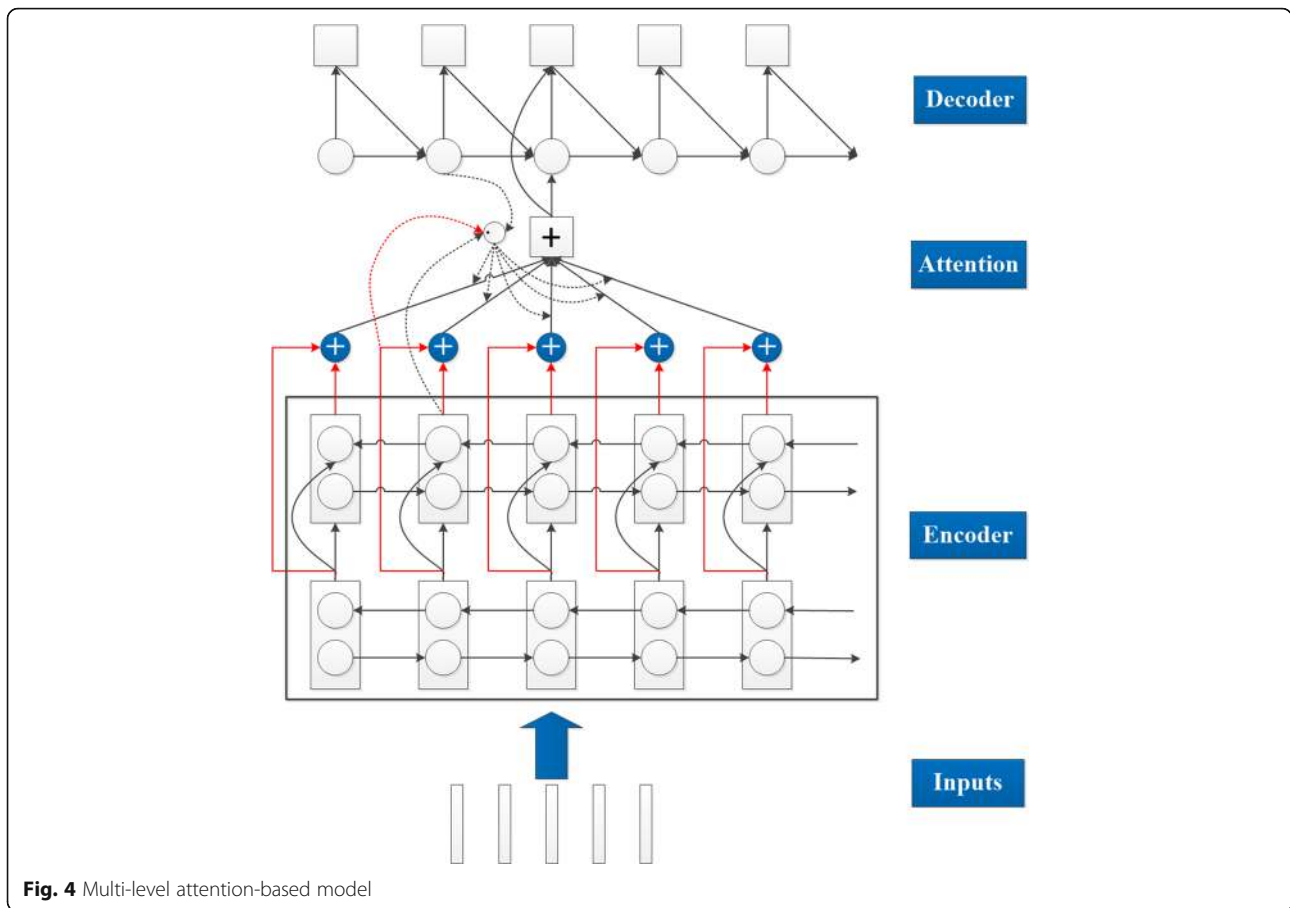 Decoder
+
Attention
+ + + + +
Encoder
Inputs
Fig. 4 Multi-level attention-based model